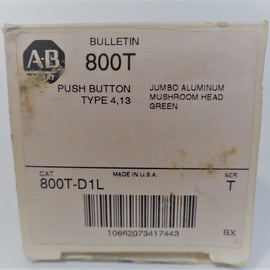 AB
BULLETIN
800T
PUSH BUTTON
TYPE 4,13
JUMBO ALUMINUM
MUSHROOM HEAD
GREEN
CAT
800T-D1L
MADE IN U.S.A.
SER
T
10662073417443
BX